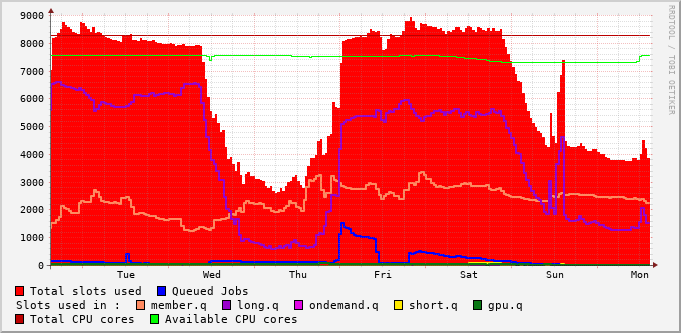 RRDTOOL / TOBI OETIKER
9000
8000
7000
6000
5000
4000
3000
2000
1000
0
Tue Wed Thu Fri Sat Sun Mon
Total slots used Queued Jobs
Slots used in : member.q long.q ondemand.q short.q gpu.q
Total CPU cores Available CPU cores